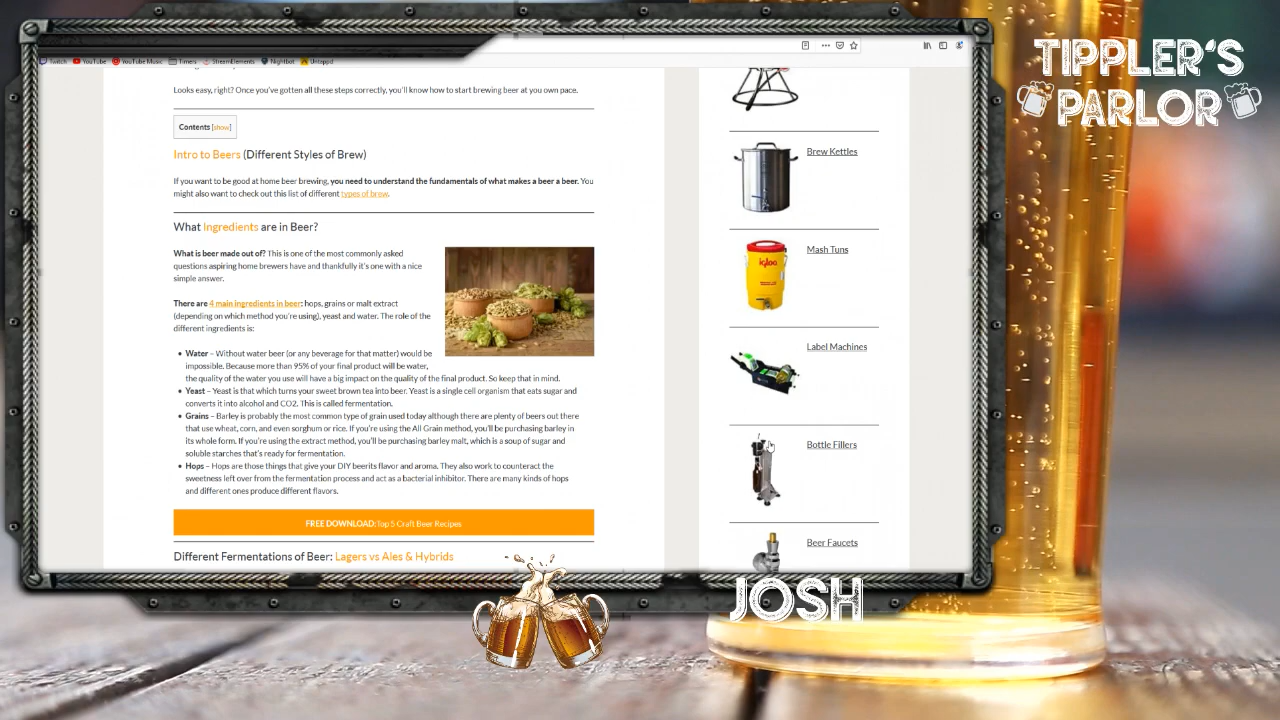 TIPPLER'S
PARLOR
Twitch YouTube YouTube Music Timers StreamElements Nightbot Untappd
Looks easy, right? Once you've gotten all these steps correctly, you'll know how to start brewing beer at you own pace.
Contents [show]
Intro to Beers (Different Styles of Brew)
If you want to be good at home beer brewing, you need to understand the fundamentals of what makes a beer a beer. You
might also want to check out this list of different types of brew.
What Ingredients are in Beer?
What is beer made out of? This is one of the most commonly asked
questions aspiring home brewers have and thankfully it's one with a nice
simple answer.
There are 4 main ingredients in beer: hops, grains or malt extract
(depending on which method you're using), yeast and water. The role of the
different ingredients is:
• Water – Without water beer (or any beverage for that matter) would be
impossible. Because more than 95% of your final product will be water,
the quality of the water you use will have a big impact on the quality of the final product. So keep that in mind.
• Yeast – Yeast is that which turns your sweet brown tea into beer. Yeast is a single cell organism that eats sugar and
converts it into alcohol and CO2. This is called fermentation.
• Grains – Barley is probably the most common type of grain used today although there are plenty of beers out there
that use wheat, corn, and even sorghum or rice. If you're using the All Grain method, you'll be purchasing barley in
its whole form. If you're using the extract method, you'll be purchasing barley malt, which is a soup of sugar and
soluble starches that's ready for fermentation.
• Hops – Hops are those things that give your DIY beerits flavor and aroma. They also work to counteract the
sweetness left over from the fermentation process and act as a bacterial inhibitor. There are many kinds of hops
and different ones produce different flavors.
FREE DOWNLOAD: Top 5 Craft Beer Recipes
Different Fermentations of Beer: Lagers vs Ales & Hybrids
Brew Kettles
Mash Tuns
igloo
Label Machines
Bottle Fillers
Beer Faucets
JOSH